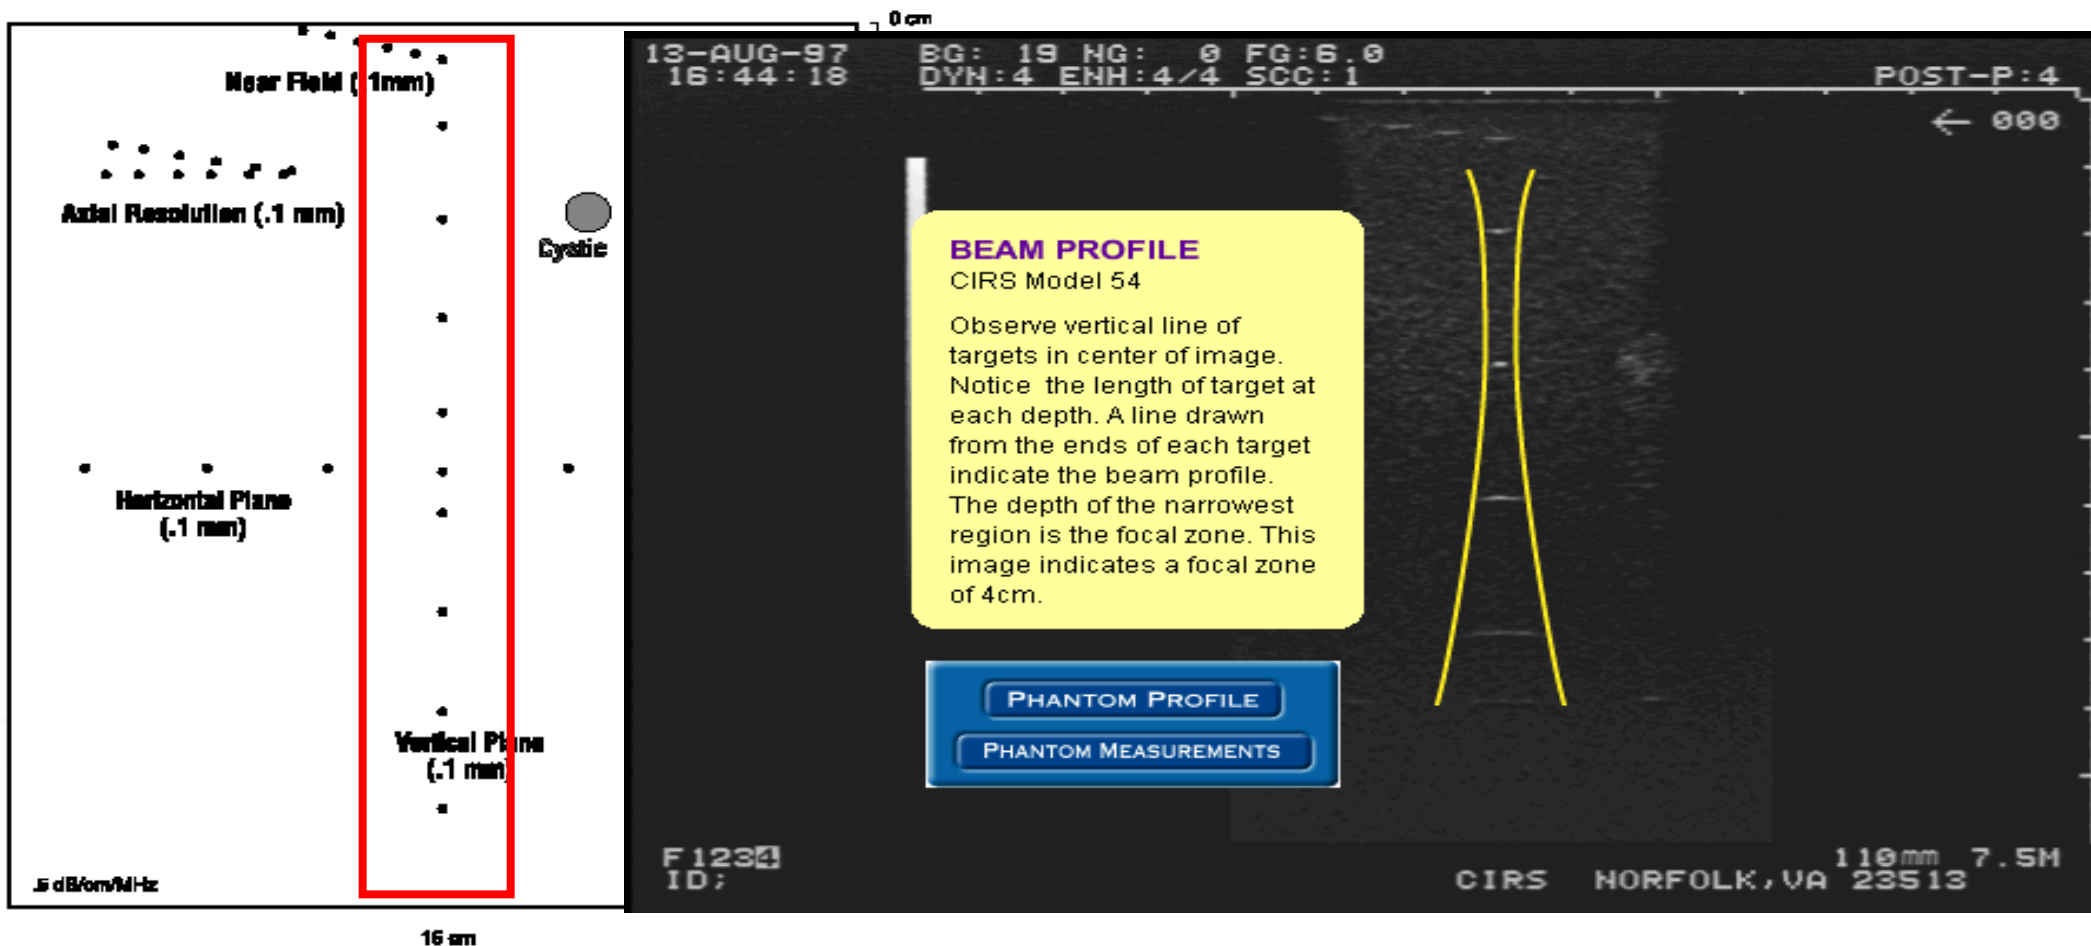 0 cm
Near Field (.1mm)
Axial Resolution (.1 mm)
Cystic
Horizontal Plane
(.1 mm)
Vertical Plane
(.1 mm)
.5 dB/cm/MHz
16 cm
13-AUG-97 BG: 19 NG: 0 FG:6.0
16:44:18 DYN:4 ENH:4/4 SCC:1
POST-P:4
← 000
BEAM PROFILE
CIRS Model 54
Observe vertical line of
targets in center of image.
Notice the length of target at
each depth. A line drawn
from the ends of each target
indicate the beam profile.
The depth of the narrowest
region is the focal zone. This
image indicates a focal zone
of 4cm.
PHANTOM PROFILE
PHANTOM MEASUREMENTS
F1234
ID;
110mm 7.5M
CIRS NORFOLK,VA 23513